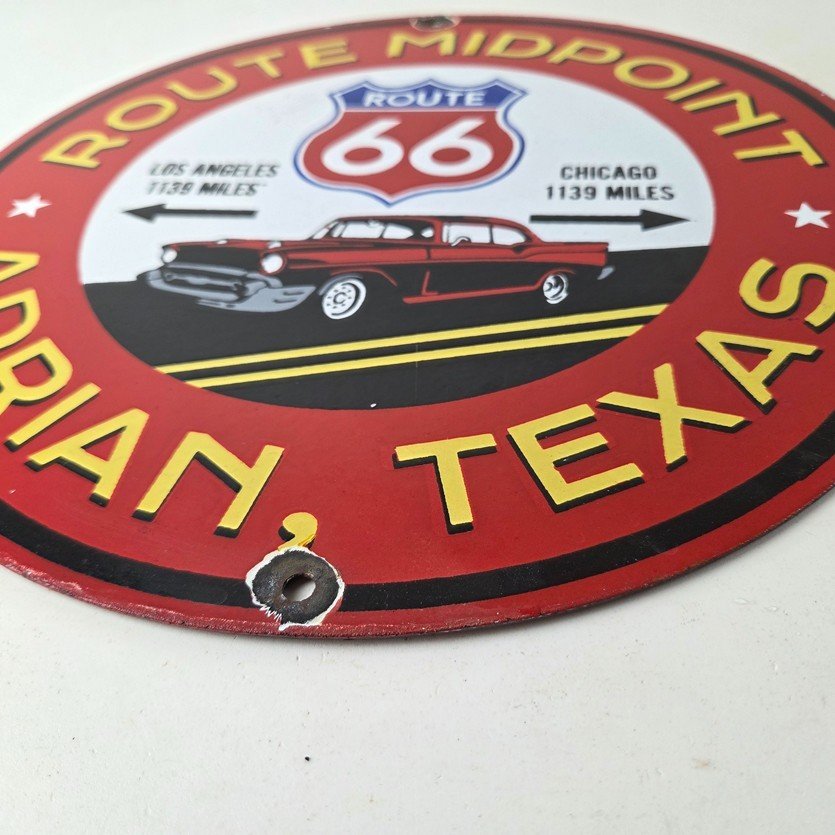 ROUTE MIDPOINT
ROUTE
66
LOS ANGELES
1139 MILES
CHICAGO
1139 MILES
ADRIAN, TEXAS